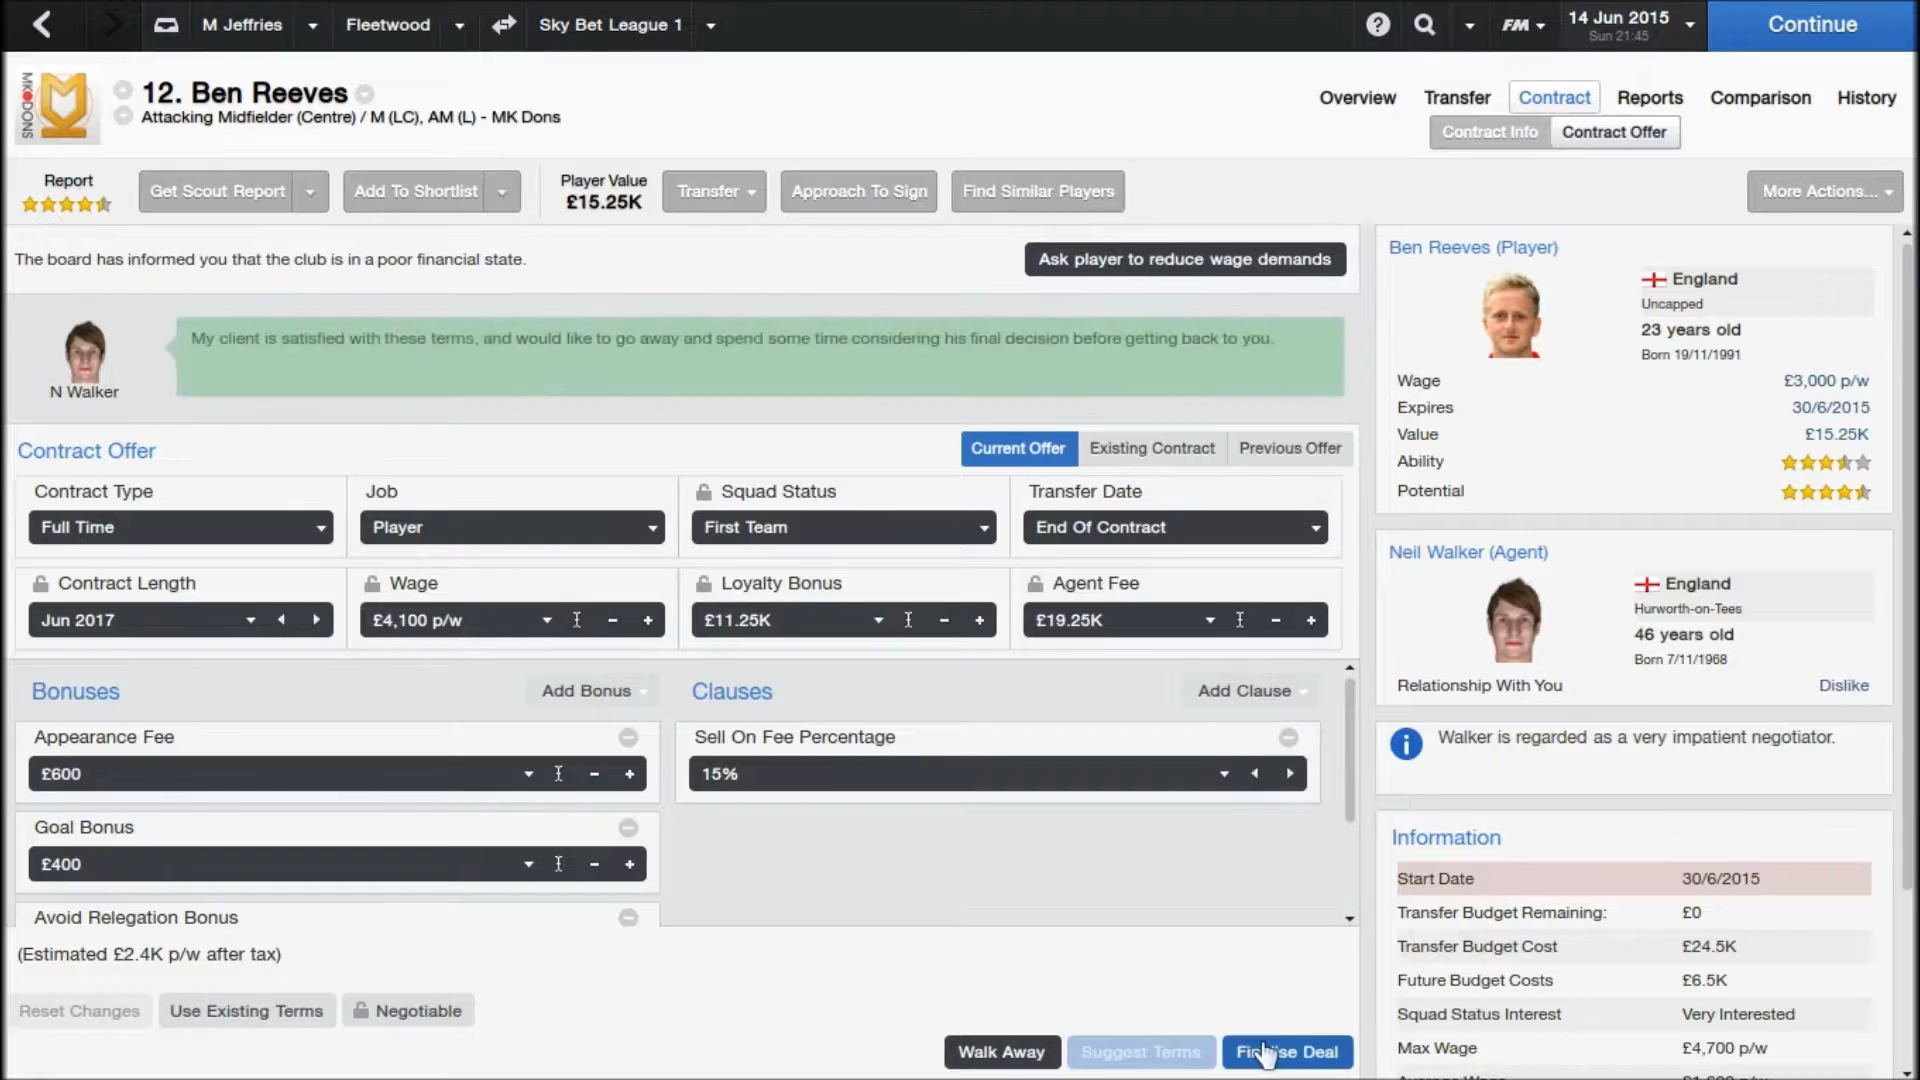 M Jeffries
Fleetwood
Sky Bet League 1
FM
14 Jun 2015
Sun 21:45
Continue
MK DONS
12. Ben Reeves
Attacking Midfielder (Centre) / M (LC), AM (L) - MK Dons
Overview
Transfer
Contract
Reports
Comparison
History
Contract Info
Contract Offer
Report
Get Scout Report
Add To Shortlist
Player Value
£15.25K
Transfer
Approach To Sign
Find Similar Players
More Actions...
The board has informed you that the club is in a poor financial state.
Ask player to reduce wage demands
My client is satisfied with these terms, and would like to go away and spend some time considering his final decision before getting back to you.
N Walker
Contract Offer
Current Offer
Existing Contract
Previous Offer
Contract Type
Job
Squad Status
Transfer Date
Full Time
Player
First Team
End Of Contract
Contract Length
Wage
Loyalty Bonus
Agent Fee
Jun 2017
£4,100 p/w
£11.25K
£19.25K
Bonuses
Add Bonus
Clauses
Add Clause
Appearance Fee
£600
Sell On Fee Percentage
15%
Goal Bonus
£400
Avoid Relegation Bonus
(Estimated £2.4K p/w after tax)
Reset Changes
Use Existing Terms
Negotiable
Walk Away
Suggest Terms
Finalise Deal
Ben Reeves (Player)
England
Uncapped
23 years old
Born 19/11/1991
Wage £3,000 p/w
Expires 30/6/2015
Value £15.25K
Ability
Potential
Neil Walker (Agent)
England
Hurworth-on-Tees
46 years old
Born 7/11/1968
Relationship With You Dislike
Walker is regarded as a very impatient negotiator.
Information
Start Date 30/6/2015
Transfer Budget Remaining: £0
Transfer Budget Cost £24.5K
Future Budget Costs £6.5K
Squad Status Interest Very Interested
Max Wage £4,700 p/w